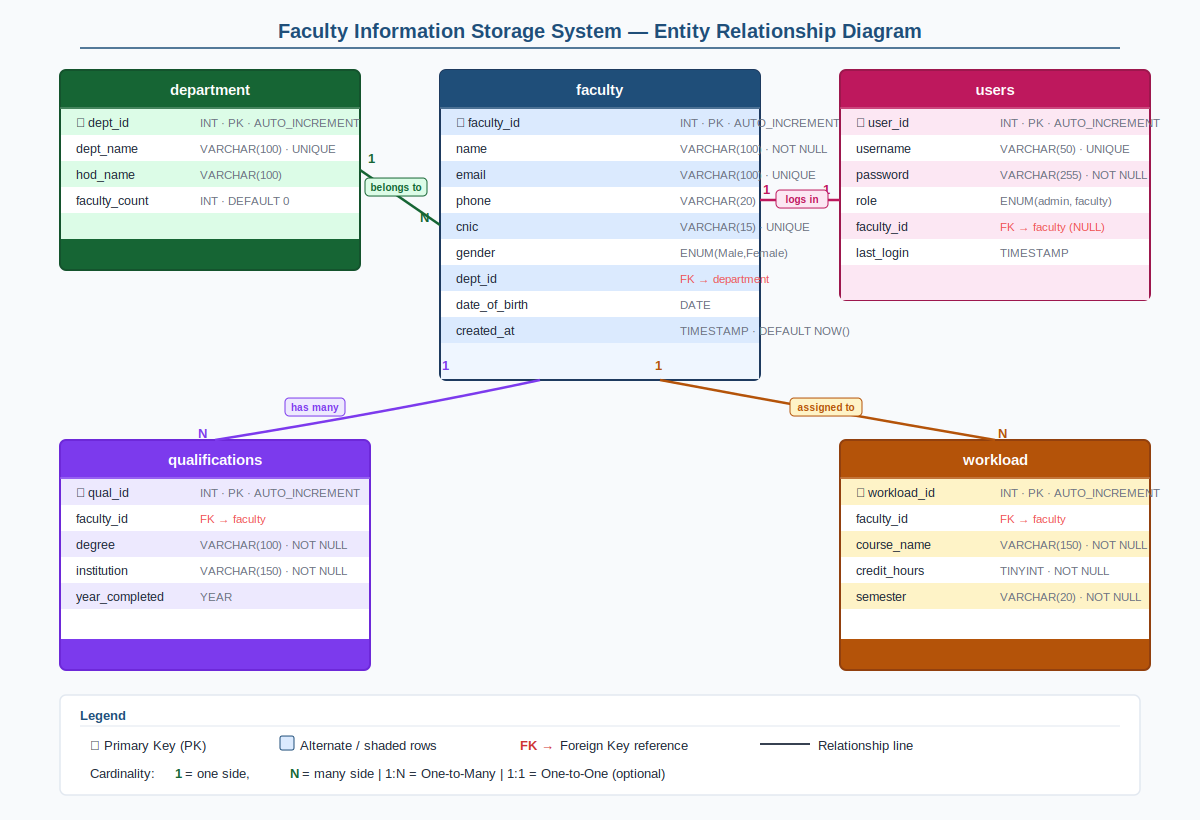 Faculty Information Storage System — Entity Relationship Diagram
department
dept_id INT · PK · AUTO_INCREMENT
dept_name VARCHAR(100) · UNIQUE
hod_name VARCHAR(100)
faculty_count INT · DEFAULT 0
1
belongs to
N
faculty
faculty_id INT · PK · AUTO_INCREMENT
name VARCHAR(100) · NOT NULL
email VARCHAR(100) · UNIQUE
phone VARCHAR(20)
cnic VARCHAR(15) · UNIQUE
gender ENUM(Male,Female)
dept_id FK → department
date_of_birth DATE
created_at TIMESTAMP · DEFAULT NOW()
1 1
1 1
logs in
users
user_id INT · PK · AUTO_INCREMENT
username VARCHAR(50) · UNIQUE
password VARCHAR(255) · NOT NULL
role ENUM(admin, faculty)
faculty_id FK → faculty (NULL)
last_login TIMESTAMP
has many
N
assigned to
N
qualifications
qual_id INT · PK · AUTO_INCREMENT
faculty_id FK → faculty
degree VARCHAR(100) · NOT NULL
institution VARCHAR(150) · NOT NULL
year_completed YEAR
workload
workload_id INT · PK · AUTO_INCREMENT
faculty_id FK → faculty
course_name VARCHAR(150) · NOT NULL
credit_hours TINYINT · NOT NULL
semester VARCHAR(20) · NOT NULL
Legend
Primary Key (PK) Alternate / shaded rows FK → Foreign Key reference Relationship line
Cardinality: 1 = one side, N = many side | 1:N = One-to-Many | 1:1 = One-to-One (optional)